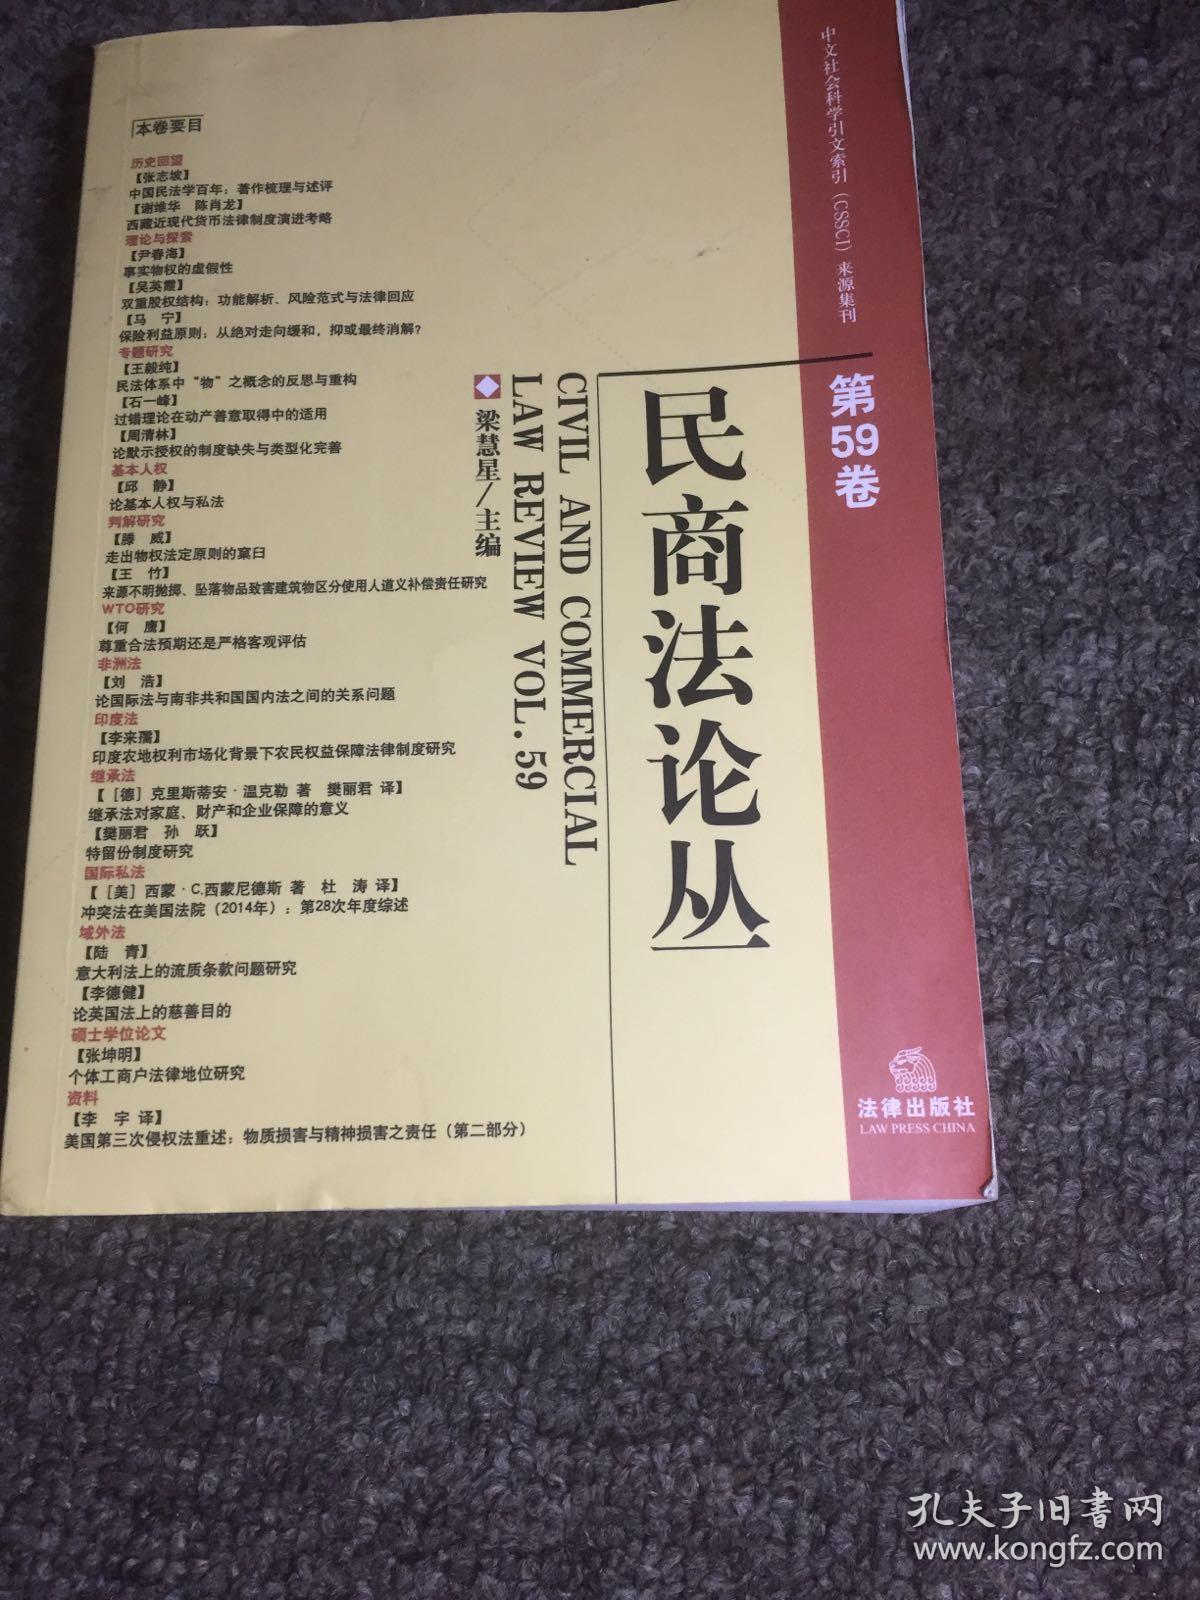 中文社会科学引文索引（CSSCI）来源集刊
第59卷
民商法论丛
CIVIL AND COMMERCIAL
LAW REVIEW VOL.59
梁慧星/主编
本卷要目
历史回望
【张志坡】
中国民法学百年：著作梳理与述评
【谢维华 陈肖龙】
西藏近现代货币法律制度演进考略
理论与探索
【尹春海】
事实物权的虚假性
【吴英霞】
双重股权结构：功能解析、风险范式与法律回应
【马 宁】
保险利益原则：从绝对走向缓和，抑或最终消解？
专题研究
【王毅纯】
民法体系中“物”之概念的反思与重构
【石一峰】
过错理论在动产善意取得中的适用
【周清林】
论默示授权的制度缺失与类型化完善
基本人权
【邱 静】
论基本人权与私法
判解研究
【滕 威】
走出物权法定原则的窠臼
【王 竹】
来源不明抛掷、坠落物品致害建筑物区分使用人道义补偿责任研究
WTO研究
【何 鹰】
尊重合法预期还是严格客观评估
非洲法
【刘 浩】
论国际法与南非共和国国内法之间的关系问题
印度法
【李来孺】
印度农地权利市场化背景下农民权益保障法律制度研究
继承法
【［德］克里斯蒂安·温克勒 著 樊丽君 译】
继承法对家庭、财产和企业保障的意义
【樊丽君 孙 跃】
特留份制度研究
国际私法
【［美］西蒙·C.西蒙尼德斯 著 杜 涛 译】
冲突法在美国法院（2014年）：第28次年度综述
域外法
【陆 青】
意大利法上的流质条款问题研究
【李德健】
论英国法上的慈善目的
硕士学位论文
【张坤明】
个体工商户法律地位研究
资料
【李 宇 译】
美国第三次侵权法重述：物质损害与精神损害之责任（第二部分）
法律出版社
LAW PRESS CHINA
孔夫子旧书网
www.kongfz.com